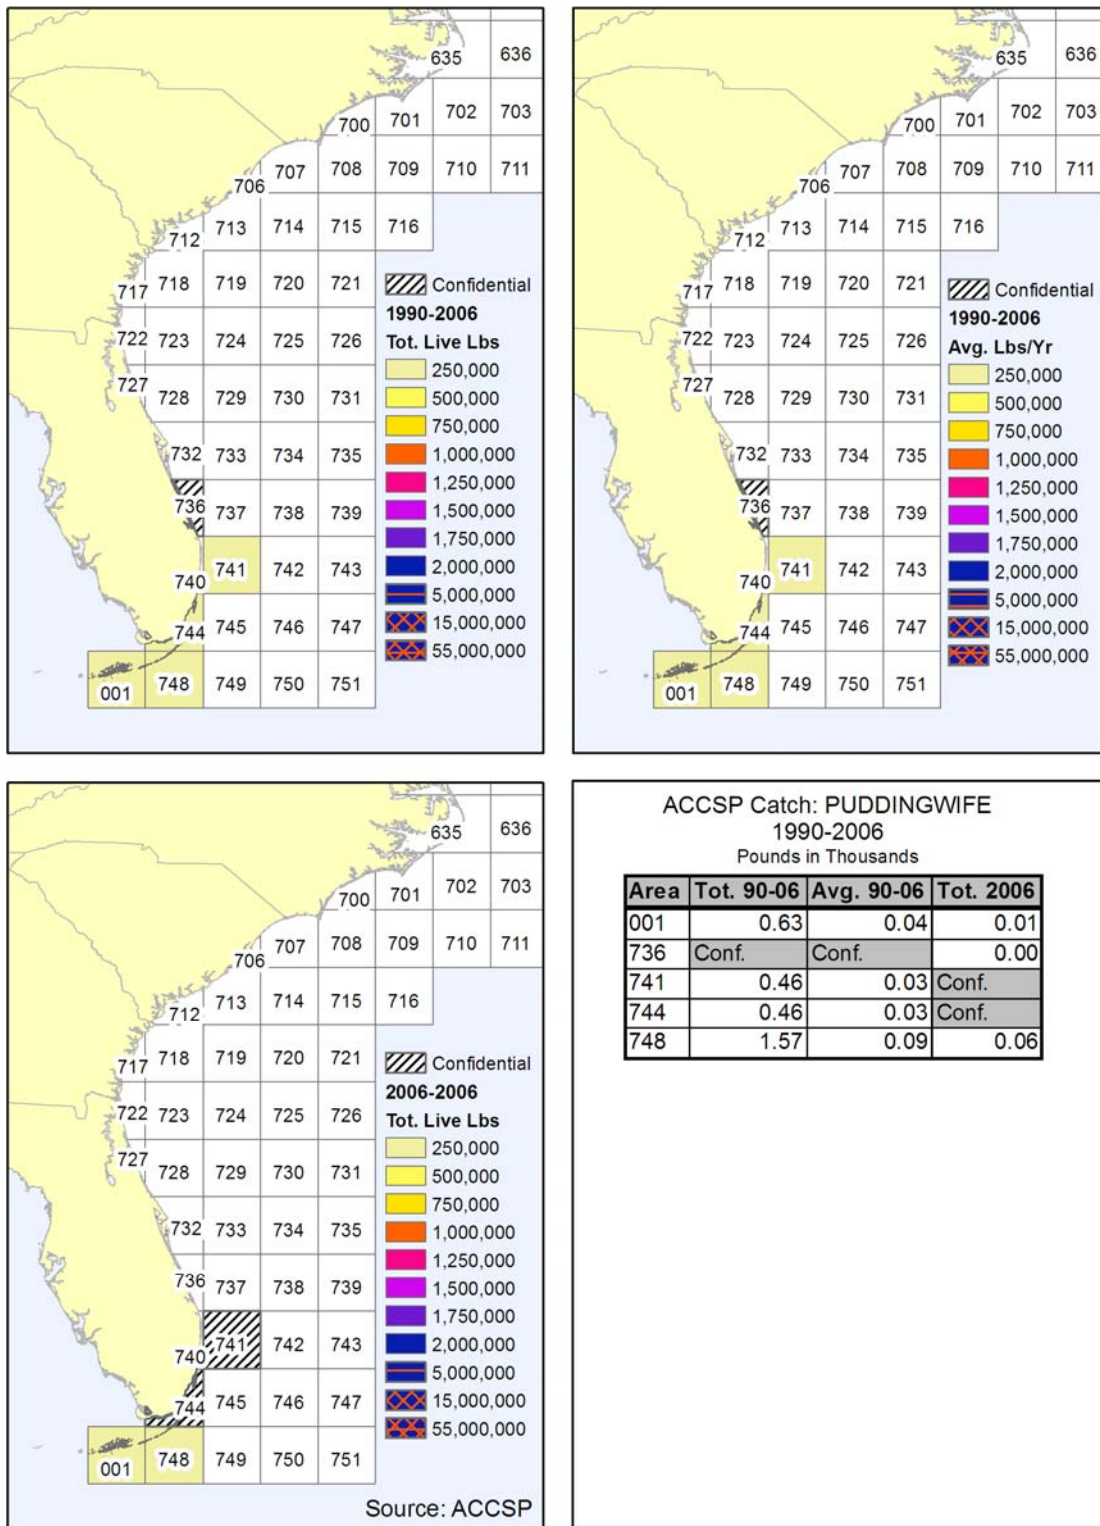 635 636
700 701 702 703
706 707 708 709 710 711
712 713 714 715 716
717 718 719 720 721
722 723 724 725 726
727 728 729 730 731
732 733 734 735
736 737 738 739
740 741 742 743
744 745 746 747
001 748 749 750 751
Confidential
1990-2006
Tot. Live Lbs
250,000
500,000
750,000
1,000,000
1,250,000
1,500,000
1,750,000
2,000,000
5,000,000
15,000,000
55,000,000
635 636
700 701 702 703
706 707 708 709 710 711
712 713 714 715 716
717 718 719 720 721
722 723 724 725 726
727 728 729 730 731
732 733 734 735
736 737 738 739
740 741 742 743
744 745 746 747
001 748 749 750 751
Confidential
1990-2006
Avg. Lbs/Yr
250,000
500,000
750,000
1,000,000
1,250,000
1,500,000
1,750,000
2,000,000
5,000,000
15,000,000
55,000,000
635 636
700 701 702 703
706 707 708 709 710 711
712 713 714 715 716
717 718 719 720 721
722 723 724 725 726
727 728 729 730 731
732 733 734 735
736 737 738 739
740 741 742 743
744 745 746 747
001 748 749 750 751
Confidential
2006-2006
Tot. Live Lbs
250,000
500,000
750,000
1,000,000
1,250,000
1,500,000
1,750,000
2,000,000
5,000,000
15,000,000
55,000,000
Source: ACCSP
ACCSP Catch: PUDDINGWIFE
1990-2006
Pounds in Thousands
Area Tot. 90-06 Avg. 90-06 Tot. 2006
001 0.63 0.04 0.01
736 Conf. Conf. 0.00
741 0.46 0.03 Conf.
744 0.46 0.03 Conf.
748 1.57 0.09 0.06